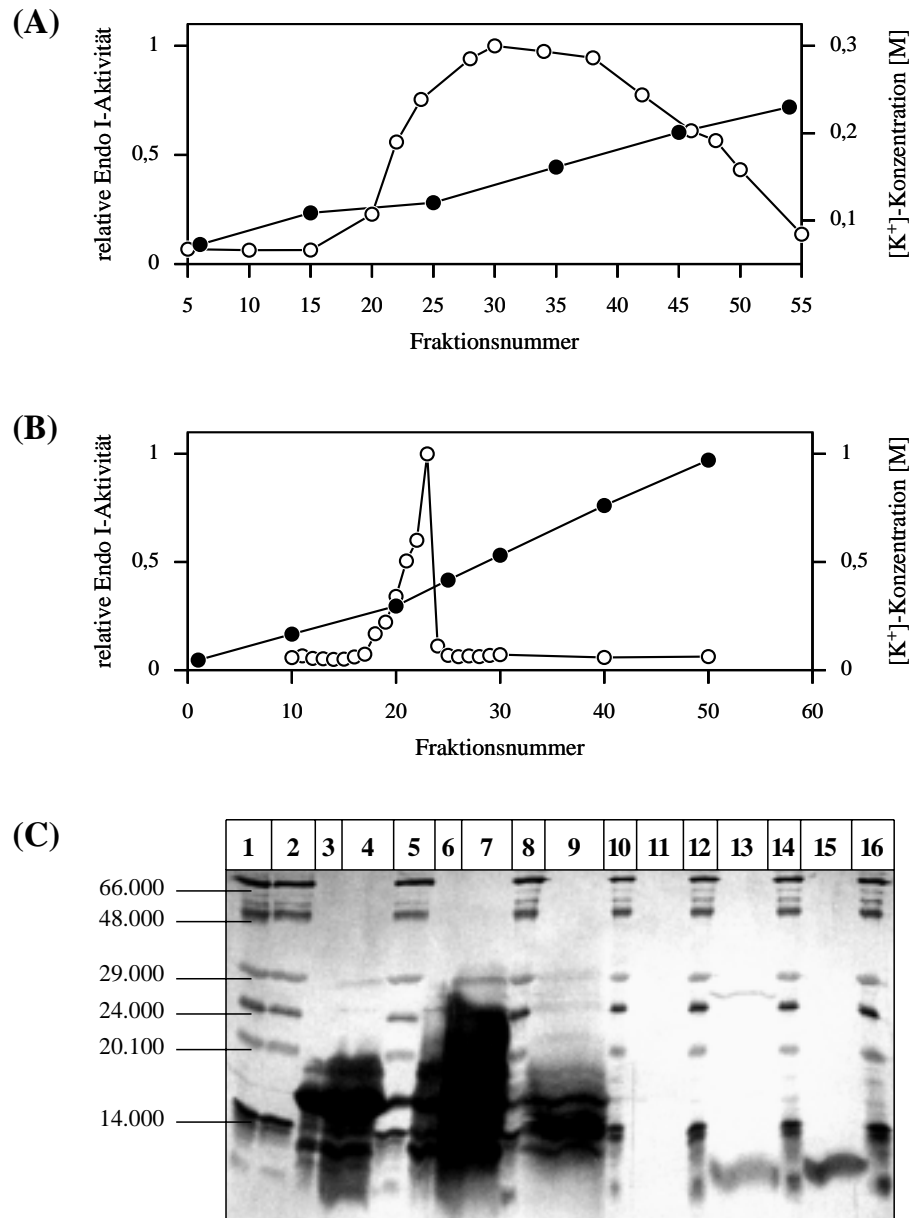 (A)
relative Endo I-Aktivität
1
0,5
0
0,3
0,2
0,1
[K⁺]-Konzentration [M]
5 10 15 20 25 30 35 40 45 50 55
Fraktionsnummer
(B)
relative Endo I-Aktivität
1
0,5
0
1
0,5
0
[K⁺]-Konzentration [M]
0 10 20 30 40 50 60
Fraktionsnummer
(C)
1 2 3 4 5 6 7 8 9 10 11 12 13 14 15 16
66.000
48.000
29.000
24.000
20.100
14.000